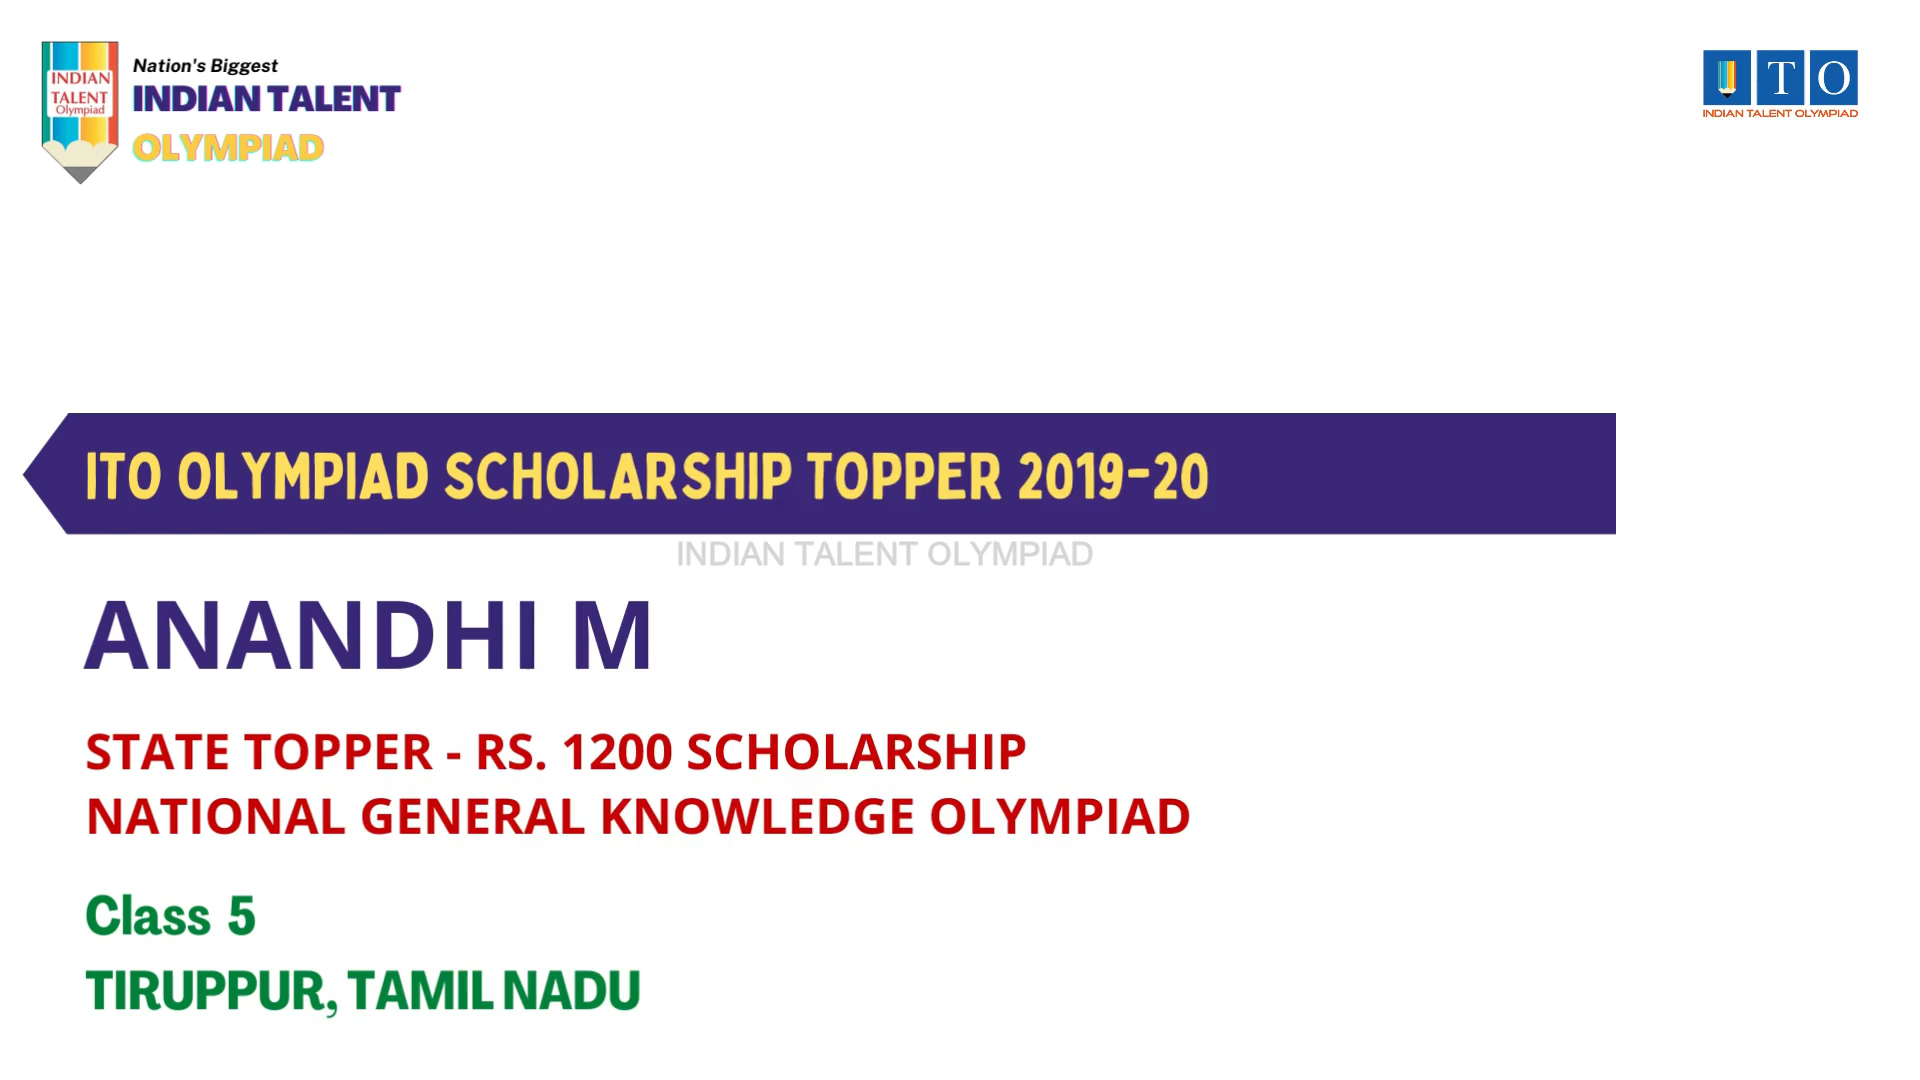 INDIAN
TALENT
Olympiad
Nation's Biggest
INDIAN TALENT
OLYMPIAD
TO
INDIAN TALENT OLYMPIAD
ITO OLYMPIAD SCHOLARSHIP TOPPER 2019-20
INDIAN TALENT OLYMPIAD
ANANDHI M
STATE TOPPER - RS. 1200 SCHOLARSHIP
NATIONAL GENERAL KNOWLEDGE OLYMPIAD
Class 5
TIRUPPUR, TAMIL NADU